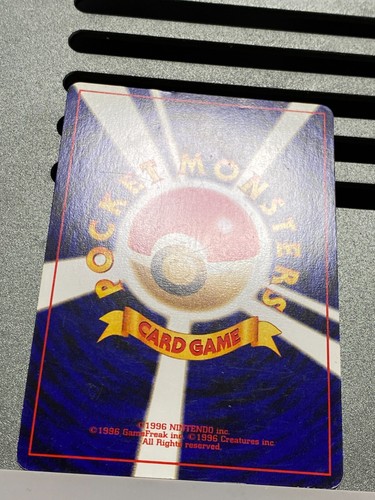 POCKET MONSTERS
CARD GAME
©1996 NINTENDO inc
©1996 GameFreak inc. ©1996 Creatures inc
All Rights reserved.